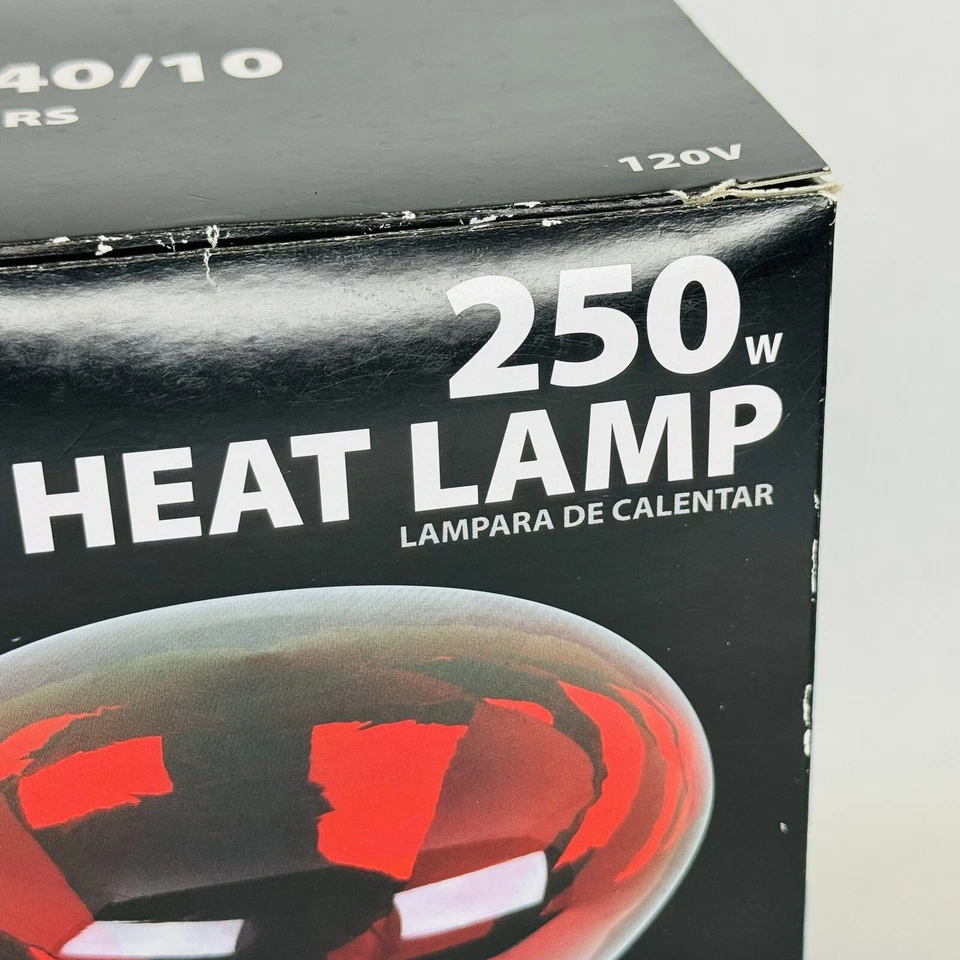 40/10
RS
120V
250W
HEAT LAMP
LAMPARA DE CALENTAR